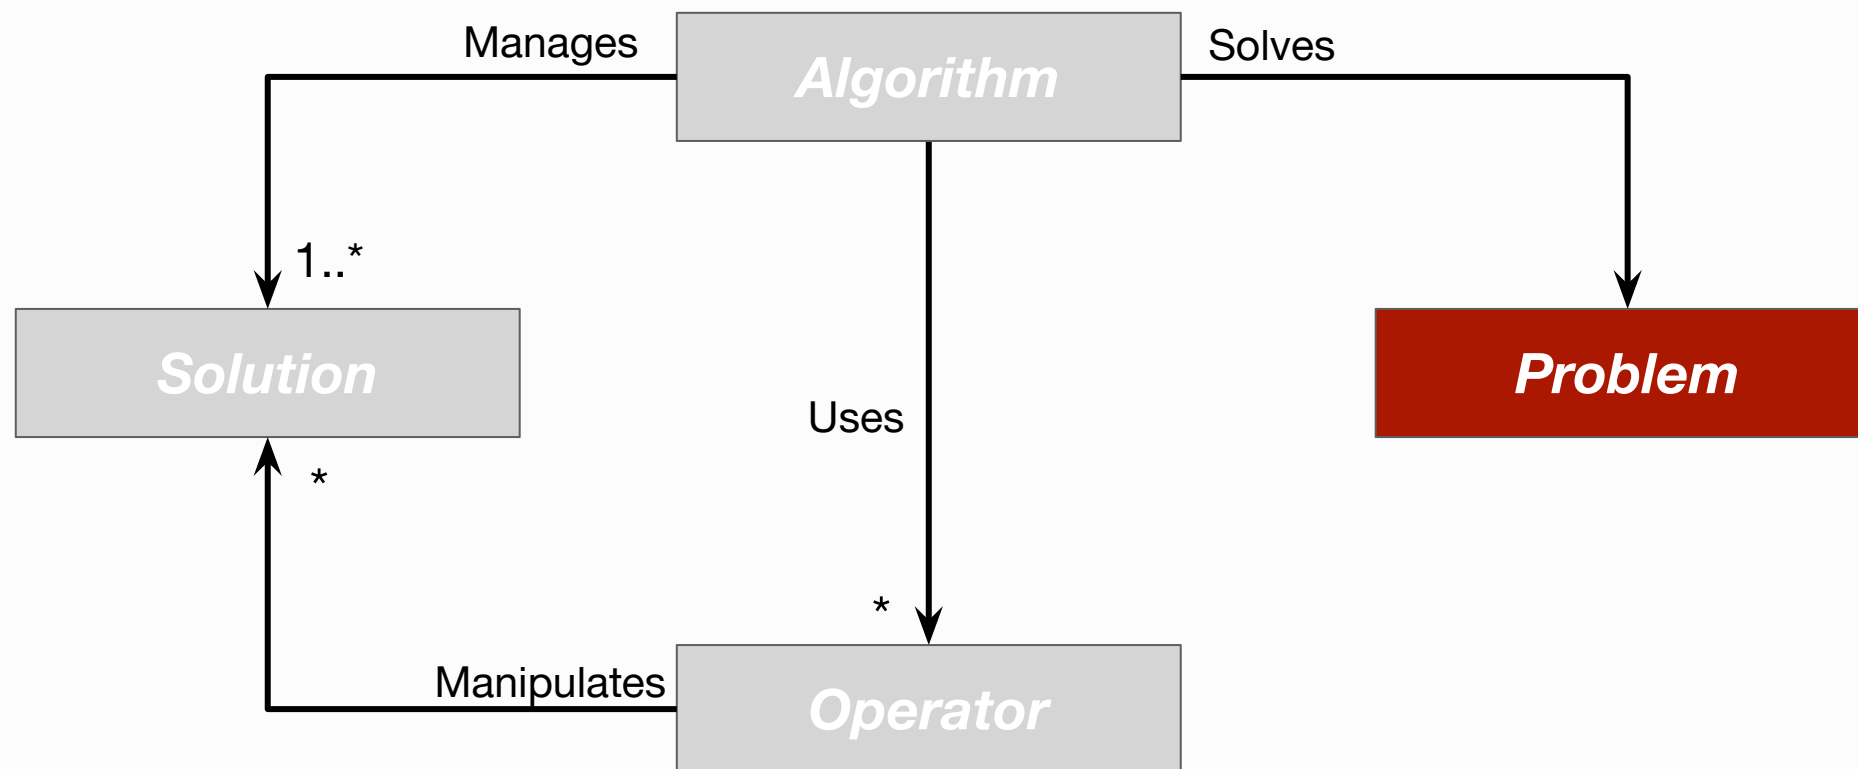 Manages
Algorithm
Solves
1..*
Solution
Problem
Uses
*
*
Manipulates
Operator